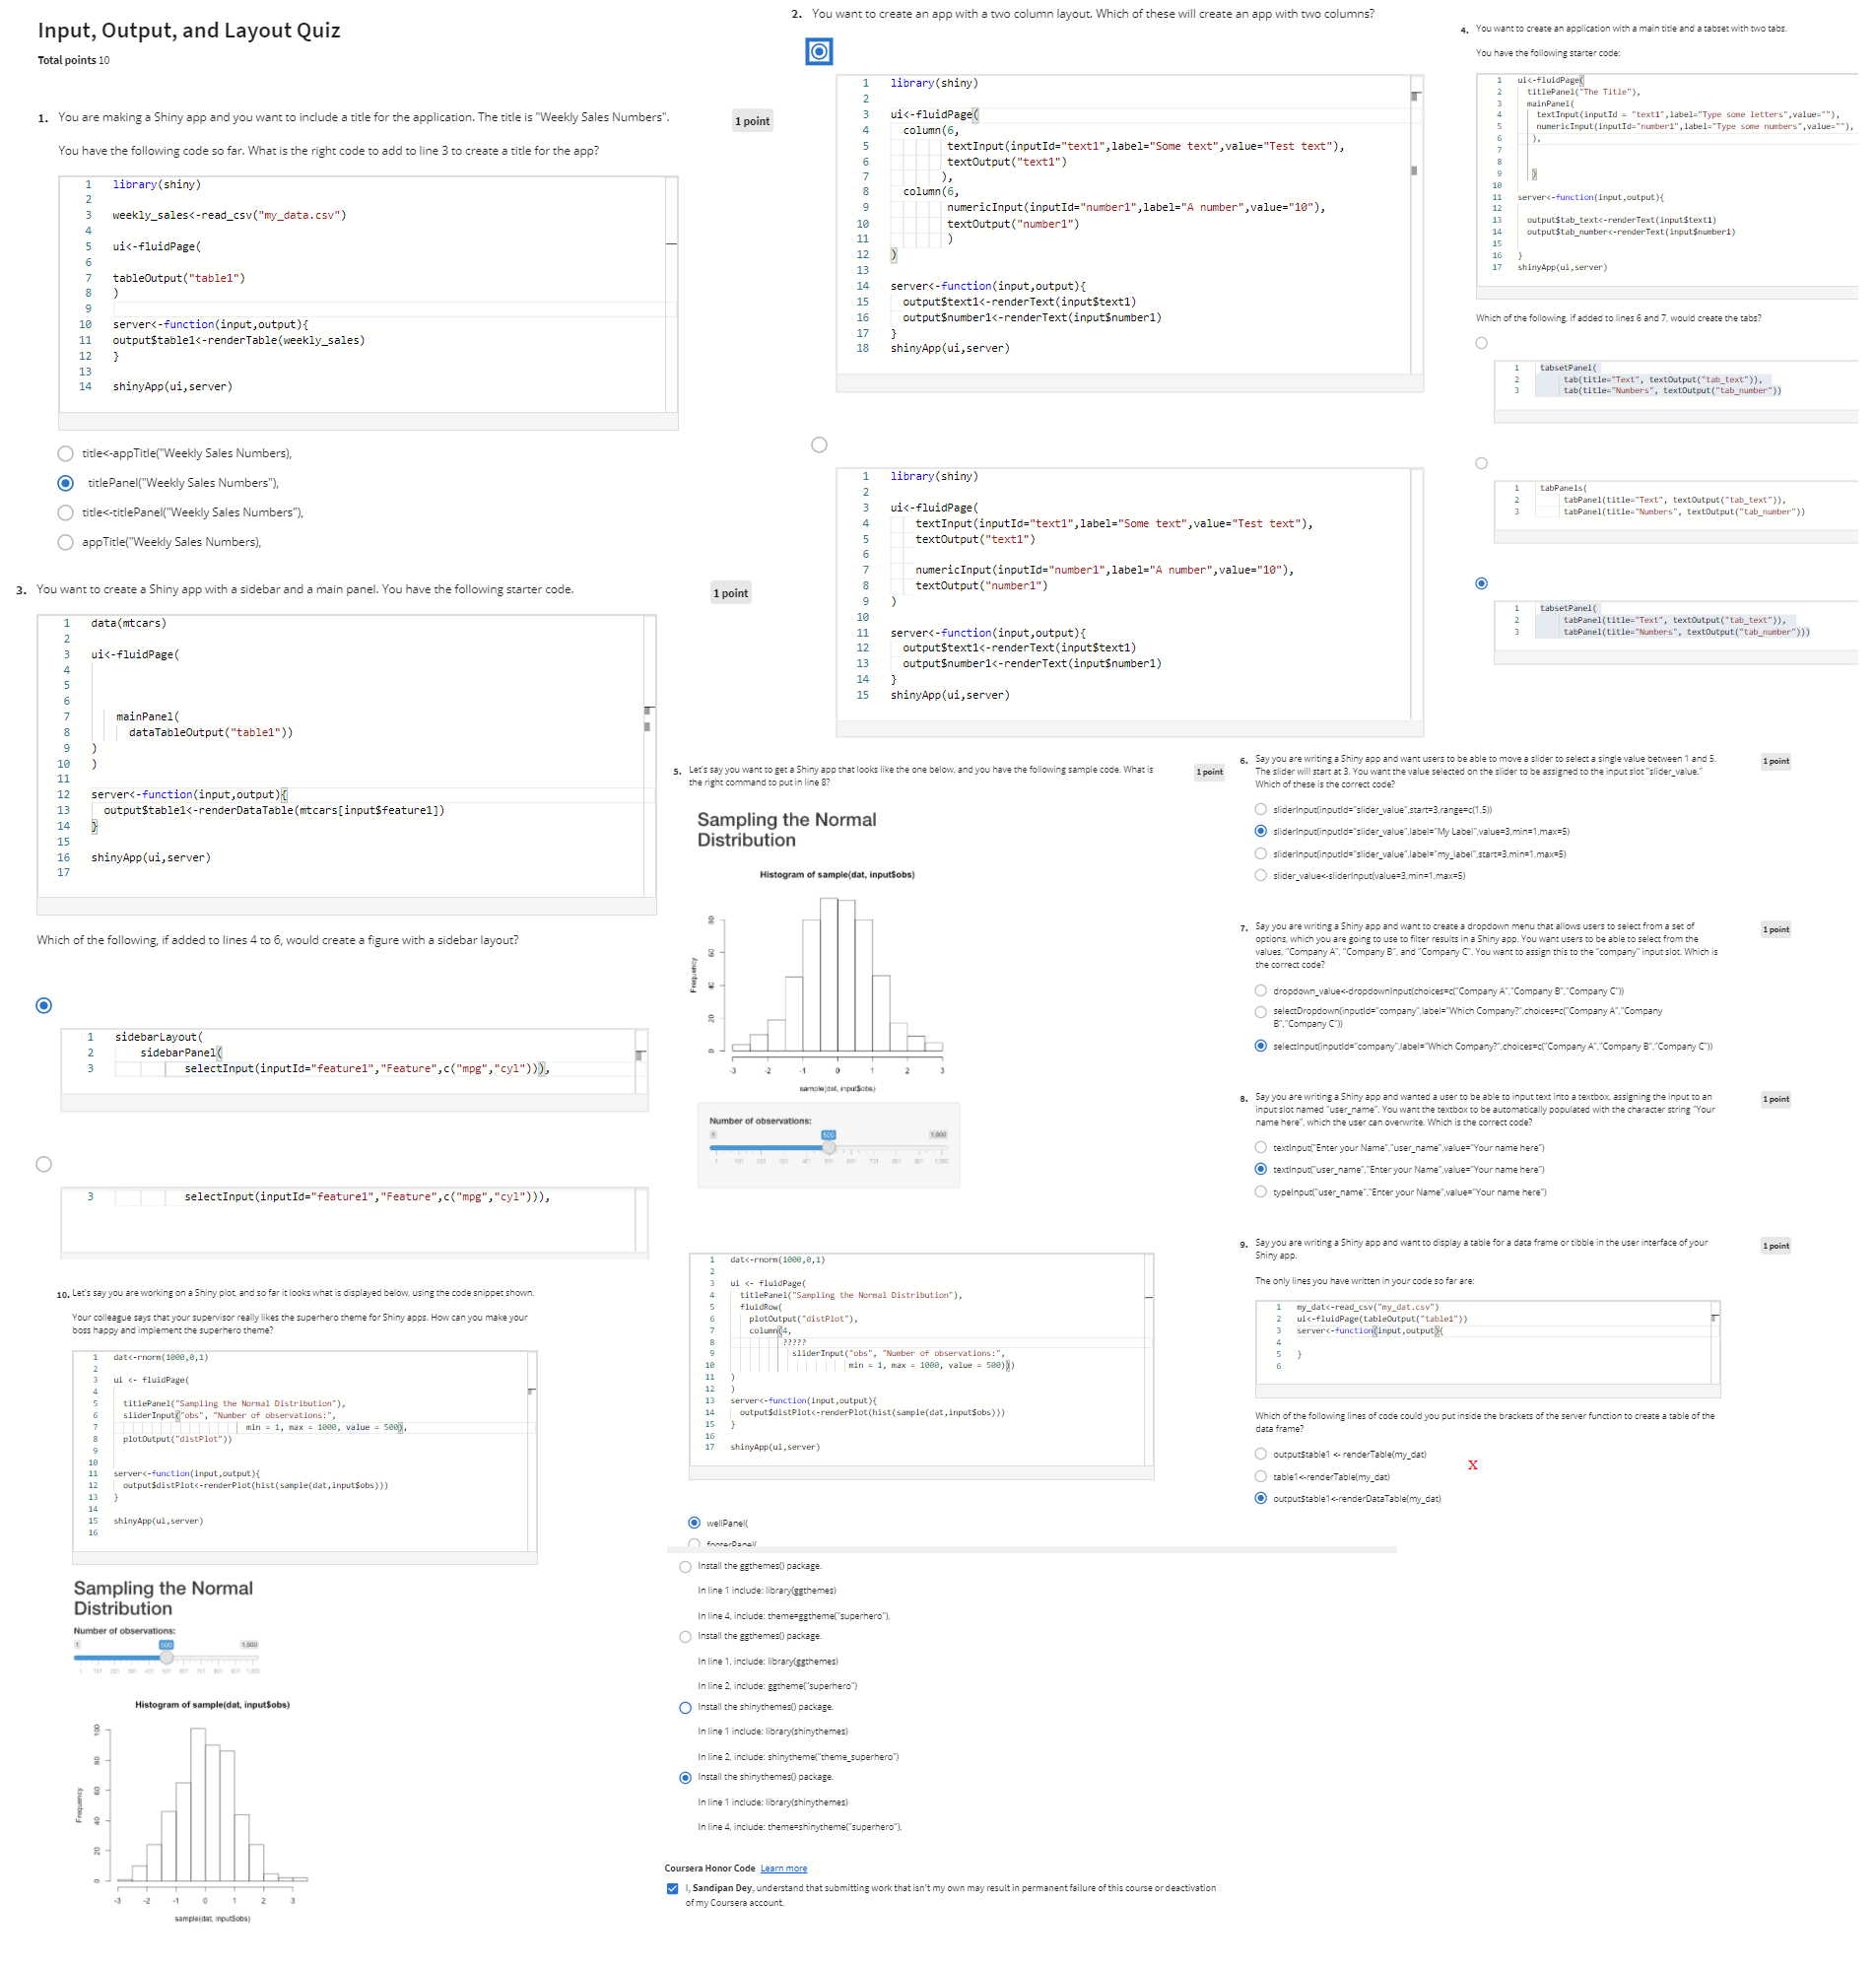 Input, Output, and Layout Quiz
Total points 10
1. You are making a Shiny app and you want to include a title for the application. The title is "Weekly Sales Numbers".
1 point
You have the following code so far. What is the right code to add to line 3 to create a title for the app?
1 library(shiny)
2
3 weekly_sales<-read_csv("my_data.csv")
4
5 ui<-fluidPage(
6
7 tableOutput("table1")
8 )
9
10 server<-function(input,output){
11 output$table1<-renderTable(weekly_sales)
12 }
13
14 shinyApp(ui,server)
title<-appTitle("Weekly Sales Numbers),
titlePanel("Weekly Sales Numbers"),
title<-titlePanel("Weekly Sales Numbers"),
appTitle("Weekly Sales Numbers),
2. You want to create an app with a two column layout. Which of these will create an app with two columns?
1 library(shiny)
2
3 ui<-fluidPage(
4 column(6,
5 textInput(inputId="text1",label="Some text",value="Test text"),
6 textOutput("text1")
7 ),
8 column(6,
9 numericInput(inputId="number1",label="A number",value="10"),
10 textOutput("number1")
11 )
12 )
13
14 server<-function(input,output){
15 output$text1<-renderText(input$text1)
16 output$number1<-renderText(input$number1)
17 }
18 shinyApp(ui,server)
1 library(shiny)
2
3 ui<-fluidPage(
4 textInput(inputId="text1",label="Some text",value="Test text"),
5 textOutput("text1")
6
7 numericInput(inputId="number1",label="A number",value="10"),
8 textOutput("number1")
9 )
10
11 server<-function(input,output){
12 output$text1<-renderText(input$text1)
13 output$number1<-renderText(input$number1)
14 }
15 shinyApp(ui,server)
3. You want to create a Shiny app with a sidebar and a main panel. You have the following starter code.
1 point
1 data(mtcars)
2
3 ui<-fluidPage(
4
5
6
7 mainPanel(
8 dataTableOutput("table1"))
9 )
10 )
11
12 server<-function(input,output){
13 output$table1<-renderDataTable(mtcars[input$feature1])
14 }
15
16 shinyApp(ui,server)
17
Which of the following, if added to lines 4 to 6, would create a figure with a sidebar layout?
1 sidebarLayout(
2 sidebarPanel(
3 selectInput(inputId="feature1","Feature",c("mpg","cyl"))),
3 selectInput(inputId="feature1","Feature",c("mpg","cyl"))),
4. You want to create an application with a main title and a tabset with two tabs.
You have the following starter code:
1 ui<-fluidPage(
2 titlePanel("The Title"),
3 mainPanel(
4 textInput(inputId = "text1",label="Type some letters",value=""),
5 numericInput(inputId="number1",label="Type some numbers",value=""),
6 ),
7
8
9 )
10
11 server<-function(input,output){
12
13 output$tab_text<-renderText(input$text1)
14 output$tab_number<-renderText(input$number1)
15
16 }
17 shinyApp(ui,server)
Which of the following, if added to lines 6 and 7, would create the tabs?
1 tabsetPanel(
2 tab(title="Text", textOutput("tab_text")),
3 tab(title="Numbers", textOutput("tab_number"))
1 tabPanels(
2 tabPanel(title="Text", textOutput("tab_text")),
3 tabPanel(title="Numbers", textOutput("tab_number"))
1 tabsetPanel(
2 tabPanel(title="Text", textOutput("tab_text")),
3 tabPanel(title="Numbers", textOutput("tab_number")))
5. Let's say you want to get a Shiny app that looks like the one below, and you have the following sample code. What is
the right command to put in line 8?
1 point
Sampling the Normal
Distribution
Histogram of sample(dat, input$obs)
Frequency
0 20 40 60 80
-3 -2 -1 0 1 2 3
sample(dat, input$obs)
Number of observations:
1 500 1,000
1 101 201 301 401 501 601 701 801 901 1,000
1 dat<-rnorm(1000,0,1)
2
3 ui <- fluidPage(
4 titlePanel("Sampling the Normal Distribution"),
5 fluidRow(
6 plotOutput("distPlot"),
7 column(4,
8 ?????
9 sliderInput("obs", "Number of observations:",
10 min = 1, max = 1000, value = 500)))
11 )
12 )
13 server<-function(input,output){
14 output$distPlot<-renderPlot(hist(sample(dat,input$obs)))
15 }
16
17 shinyApp(ui,server)
wellPanel(
footerPanel(
6. Say you are writing a Shiny app and want users to be able to move a slider to select a single value between 1 and 5.
The slider will start at 3. You want the value selected on the slider to be assigned to the input slot "slider_value."
Which of these is the correct code?
1 point
sliderInput(inputId="slider_value",start=3,range=c(1,5))
sliderInput(inputId="slider_value",label="My Label",value=3,min=1,max=5)
sliderInput(inputId="slider_value",label="my_label",start=3,min=1,max=5)
slider_value<-sliderInput(value=3,min=1,max=5)
7. Say you are writing a Shiny app and want to create a dropdown menu that allows users to select from a set of
options, which you are going to use to filter results in a Shiny app. You want users to be able to select from the
values, "Company A", "Company B", and "Company C". You want to assign this to the "company" input slot. Which is
the correct code?
1 point
dropdown_value<-dropdownInput(choices=c("Company A","Company B","Company C"))
selectDropdown(inputId="company",label="Which Company?",choices=c("Company A","Company
B","Company C"))
selectInput(inputId="company",label="Which Company?",choices=c("Company A","Company B","Company C"))
8. Say you are writing a Shiny app and wanted a user to be able to input text into a textbox, assigning the input to an
input slot named "user_name". You want the textbox to be automatically populated with the character string "Your
name here", which the user can overwrite. Which is the correct code?
1 point
textInput("Enter your Name","user_name",value="Your name here")
textInput("user_name","Enter your Name",value="Your name here")
typeInput("user_name","Enter your Name",value="Your name here")
9. Say you are writing a Shiny app and want to display a table for a data frame or tibble in the user interface of your
Shiny app.
1 point
The only lines you have written in your code so far are:
1 my_dat<-read_csv("my_dat.csv")
2 ui<-fluidPage(tableOutput("table1"))
3 server<-function(input,output){
4
5 }
6
Which of the following lines of code could you put inside the brackets of the server function to create a table of the
data frame?
output$table1 <- renderTable(my_dat)
X
table1<-renderTable(my_dat)
output$table1<-renderDataTable(my_dat)
10. Let's say you are working on a Shiny plot, and so far it looks what is displayed below, using the code snippet shown.
Your colleague says that your supervisor really likes the superhero theme for Shiny apps. How can you make your
boss happy and implement the superhero theme?
1 dat<-rnorm(1000,0,1)
2
3 ui <- fluidPage(
4
5 titlePanel("Sampling the Normal Distribution"),
6 sliderInput("obs", "Number of observations:",
7 min = 1, max = 1000, value = 500),
8 plotOutput("distPlot"))
9
10
11 server<-function(input,output){
12 output$distPlot<-renderPlot(hist(sample(dat,input$obs)))
13 }
14
15 shinyApp(ui,server)
16
Sampling the Normal
Distribution
Number of observations:
1 500 1,000
1 101 201 301 401 501 601 701 801 901 1,000
Histogram of sample(dat, input$obs)
Frequency
0 20 40 60 80 100
-3 -2 -1 0 1 2 3
sample(dat, input$obs)
Install the ggthemes() package.
In line 1 include: library(ggthemes)
In line 4, include: theme=ggtheme("superhero"),
Install the ggthemes() package.
In line 1, include: library(ggthemes)
In line 2, include: ggtheme("superhero")
Install the shinythemes() package.
In line 1 include: library(shinythemes)
In line 2, include: shinytheme("theme_superhero")
Install the shinythemes() package.
In line 1 include: library(shinythemes)
In line 4, include: theme=shinytheme("superhero"),
Coursera Honor Code Learn more
I, Sandipan Dey, understand that submitting work that isn't my own may result in permanent failure of this course or deactivation
of my Coursera account.